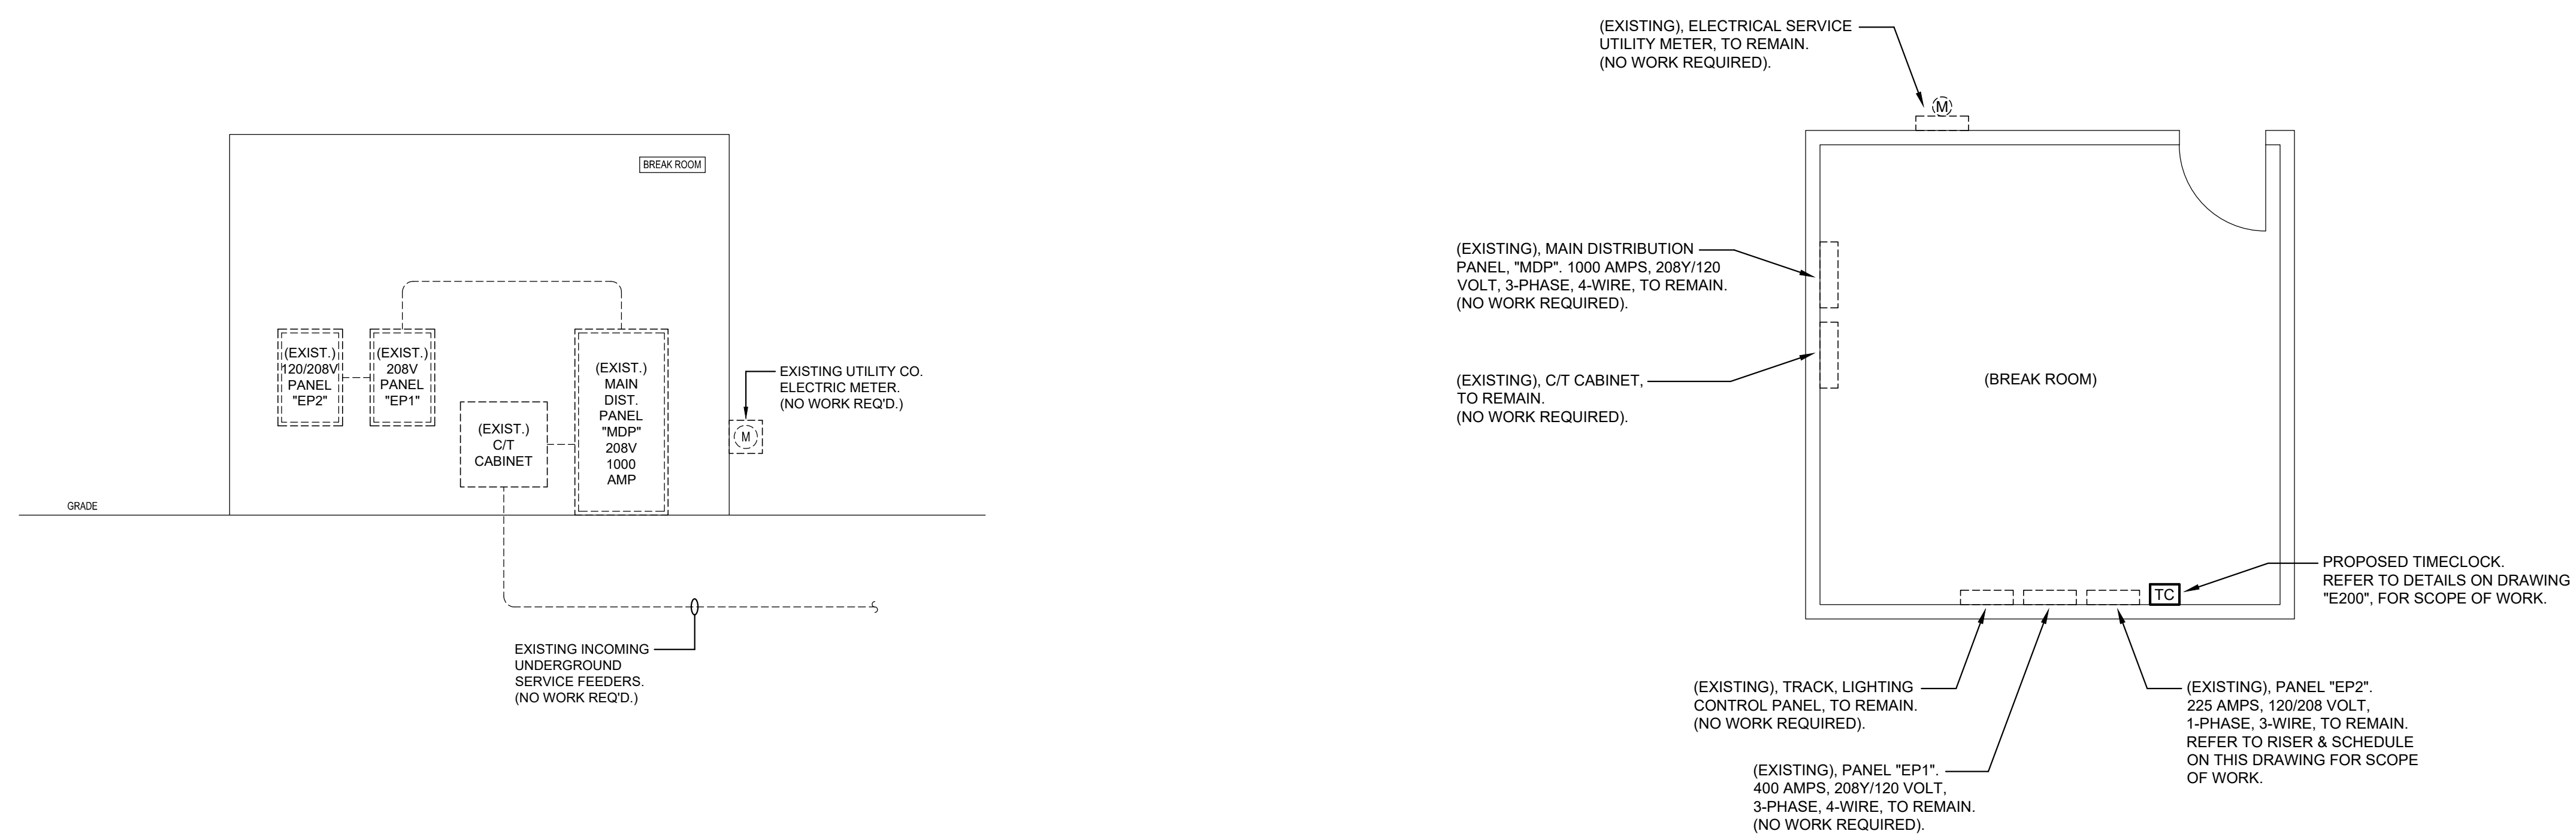 BREAK ROOM
(EXIST.)
120/208V
PANEL
"EP2"
(EXIST.)
208V
PANEL
"EP1"
(EXIST.)
C/T
CABINET
(EXIST.)
MAIN
DIST.
PANEL
"MDP"
208V
1000
AMP
M
EXISTING UTILITY CO.
ELECTRIC METER.
(NO WORK REQ'D.)
GRADE
EXISTING INCOMING
UNDERGROUND
SERVICE FEEDERS.
(NO WORK REQ'D.)
(EXISTING), ELECTRICAL SERVICE
UTILITY METER, TO REMAIN.
(NO WORK REQUIRED).
M
(EXISTING), MAIN DISTRIBUTION
PANEL, "MDP". 1000 AMPS, 208Y/120
VOLT, 3-PHASE, 4-WIRE, TO REMAIN.
(NO WORK REQUIRED).
(EXISTING), C/T CABINET,
TO REMAIN.
(NO WORK REQUIRED).
(BREAK ROOM)
TC
PROPOSED TIMECLOCK.
REFER TO DETAILS ON DRAWING
"E200", FOR SCOPE OF WORK.
(EXISTING), TRACK, LIGHTING
CONTROL PANEL, TO REMAIN.
(NO WORK REQUIRED).
(EXISTING), PANEL "EP1".
400 AMPS, 208Y/120 VOLT,
3-PHASE, 4-WIRE, TO REMAIN.
(NO WORK REQUIRED).
(EXISTING), PANEL "EP2".
225 AMPS, 120/208 VOLT,
1-PHASE, 3-WIRE, TO REMAIN.
REFER TO RISER & SCHEDULE
ON THIS DRAWING FOR SCOPE
OF WORK.